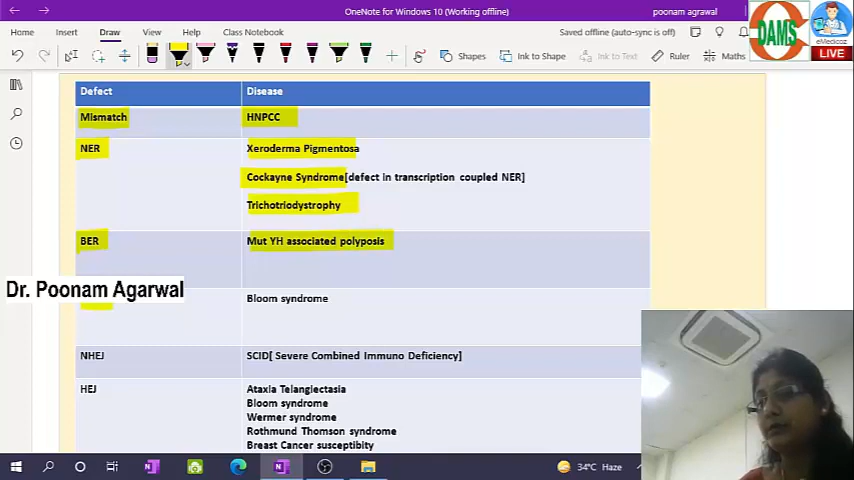 OneNote for Windows 10 (Working offline)
poonam agrawal
Home Insert Draw View Help Class Notebook
Saved offline (auto-sync is off)
Shapes Ink to Shape Ink to Text Ruler Maths
DAMS
eMedicoz
LIVE
Defect Disease
Mismatch HNPCC
NER Xeroderma Pigmentosa
Cockayne Syndrome[defect in transcription coupled NER]
Trichotriodystrophy
BER Mut YH associated polyposis
Dr. Poonam Agarwal
Bloom syndrome
NHEJ SCID[ Severe Combined Immuno Deficiency]
HEJ Ataxia Telanglectasia
Bloom syndrome
Wermer syndrome
Rothmund Thomson syndrome
Breast Cancer susceptibity
34°C Haze